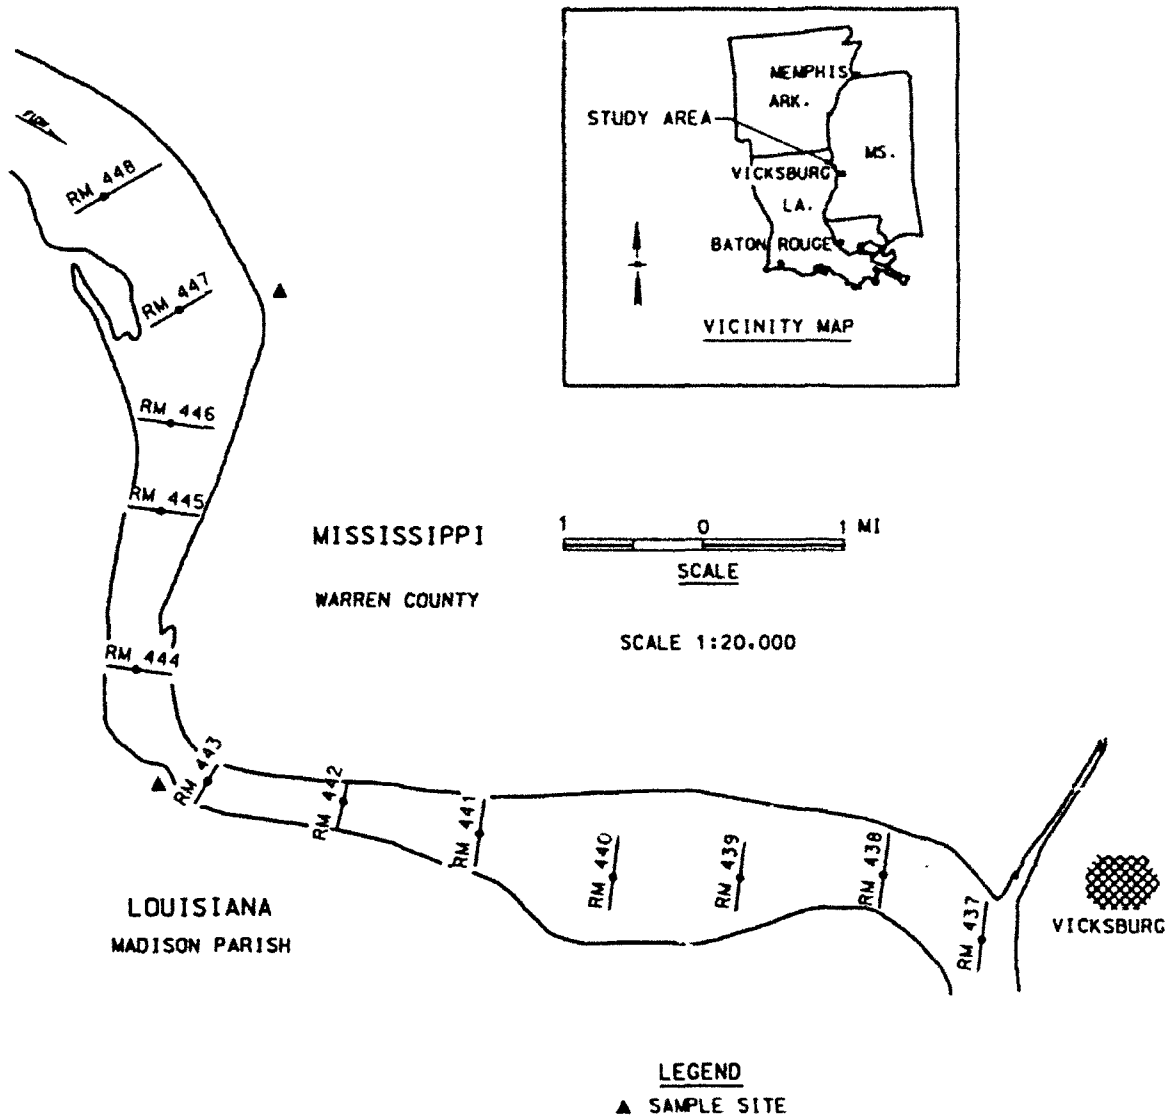 FLOW
RM 448
RM 447
RM 446
RM 445
RM 444
RM 443
RM 442
RM 441
RM 440
RM 439
RM 438
RM 437
MEMPHIS
ARK.
STUDY AREA
MS.
VICKSBURG
LA.
BATON ROUGE
VICINITY MAP
MISSISSIPPI
WARREN COUNTY
1 0 1 MI
SCALE
SCALE 1:20,000
LOUISIANA
MADISON PARISH
VICKSBURG
LEGEND
▲ SAMPLE SITE